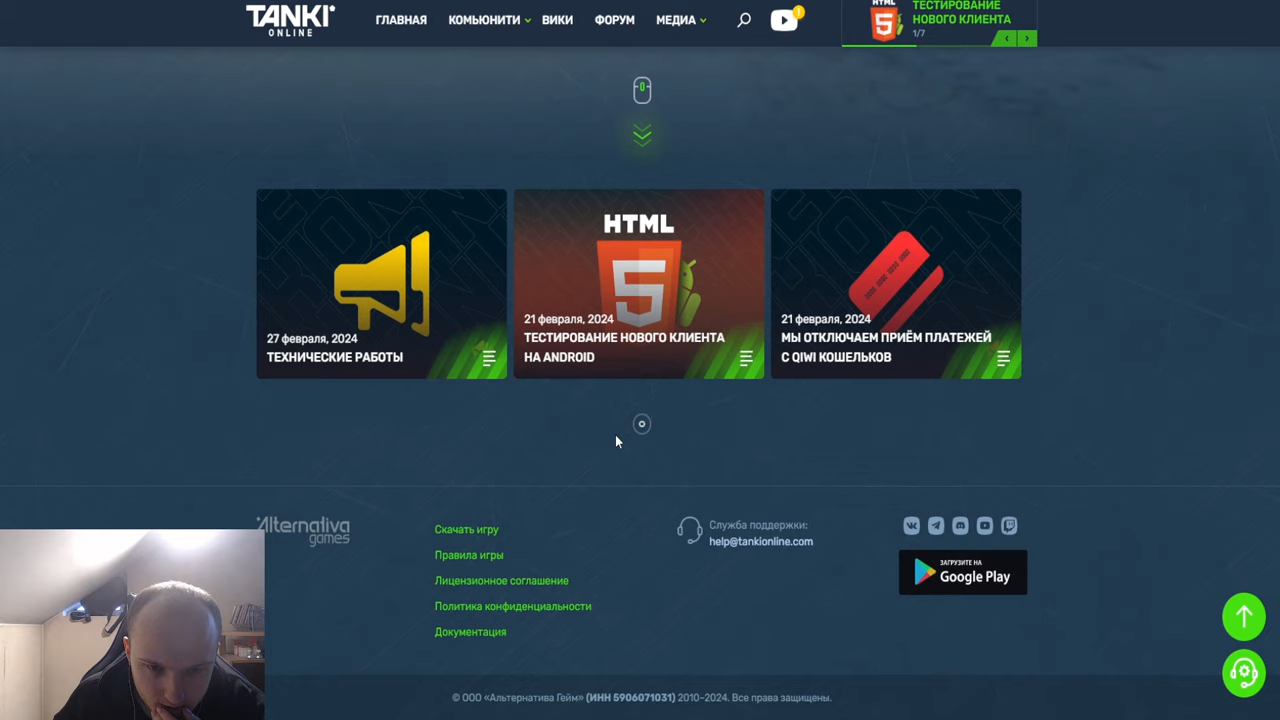 TANKI
ONLINE
ГЛАВНАЯ
КОМЬЮНИТИ
ВИКИ
ФОРУМ
МЕДИА
1
HTML
5
ТЕСТИРОВАНИЕ
НОВОГО КЛИЕНТА
1/7
27 февраля, 2024
ТЕХНИЧЕСКИЕ РАБОТЫ
HTML
5
21 февраля, 2024
ТЕСТИРОВАНИЕ НОВОГО КЛИЕНТА
НА ANDROID
21 февраля, 2024
МЫ ОТКЛЮЧАЕМ ПРИЁМ ПЛАТЕЖЕЙ
С QIWI КОШЕЛЬКОВ
Alternativa
games
Скачать игру
Правила игры
Лицензионное соглашение
Политика конфиденциальности
Документация
Служба поддержки:
help@tankionline.com
ЗАГРУЗИТЕ НА
Google Play
© ООО «Альтернатива Гейм» (ИНН 5906071031) 2010-2024. Все права защищены.